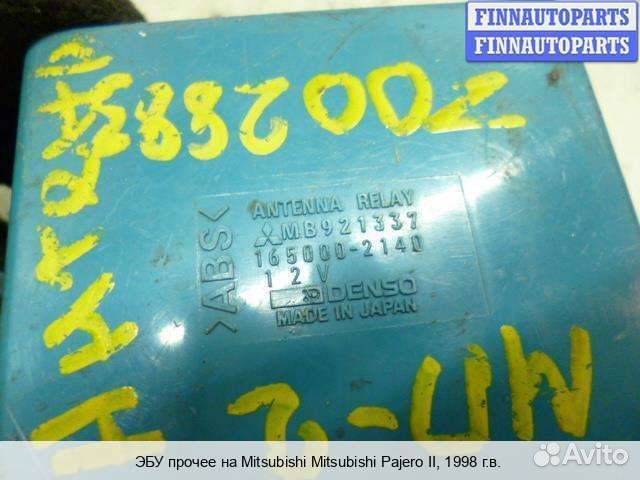 FINNAUTOPARTS
FINNAUTOPARTS
ANTENNA RELAY
MB921337
165000-2140
12V
DENSO
MADE IN JAPAN
>ABS<
ЭБУ прочее на Mitsubishi Mitsubishi Pajero II, 1998 г.в.
Avito